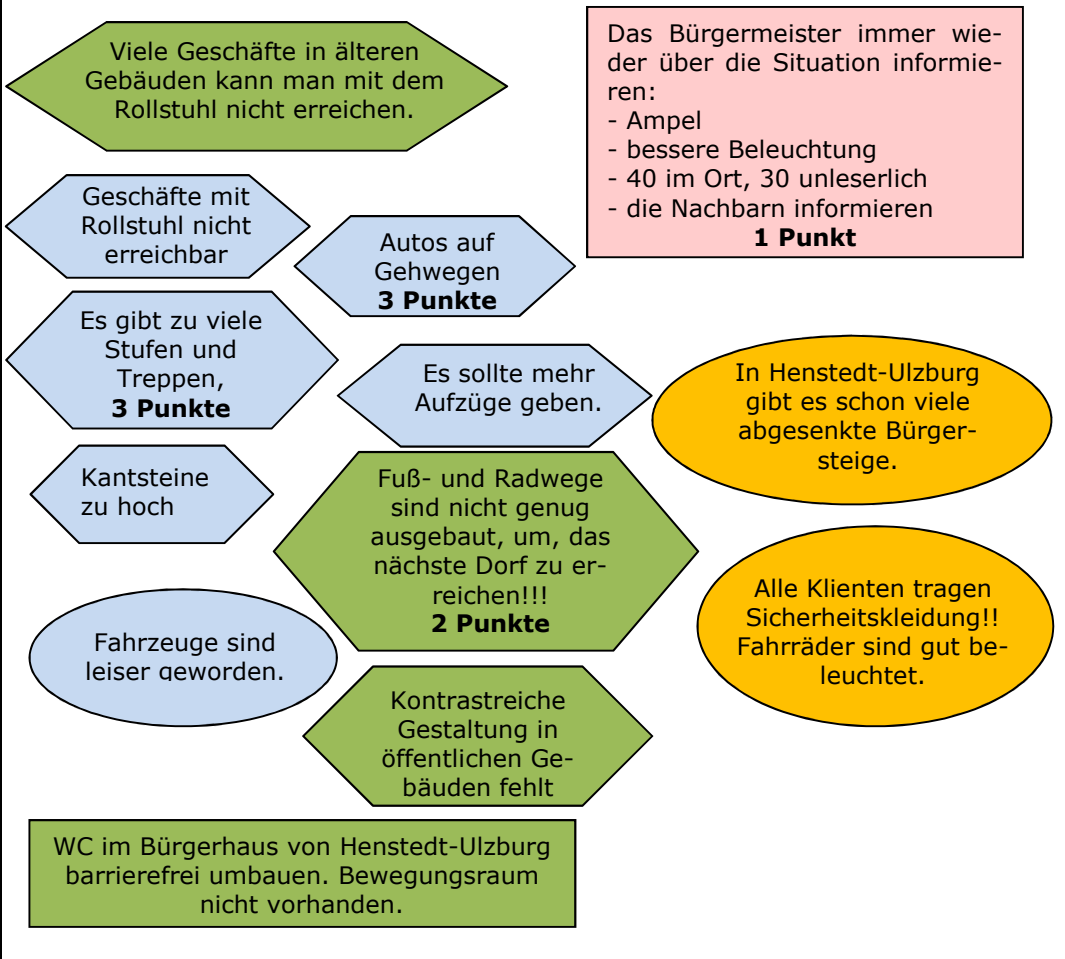 Viele Geschäfte in älteren
Gebäuden kann man mit dem
Rollstuhl nicht erreichen.
Das Bürgermeister immer wie-
der über die Situation informie-
ren:
- Ampel
- bessere Beleuchtung
- 40 im Ort, 30 unleserlich
- die Nachbarn informieren
1 Punkt
Geschäfte mit
Rollstuhl nicht
erreichbar
Autos auf
Gehwegen
3 Punkte
Es gibt zu viele
Stufen und
Treppen,
3 Punkte
Es sollte mehr
Aufzüge geben.
In Henstedt-Ulzburg
gibt es schon viele
abgesenkte Bürger-
steige.
Kantsteine
zu hoch
Fuß- und Radwege
sind nicht genug
ausgebaut, um, das
nächste Dorf zu er-
reichen!!!
2 Punkte
Alle Klienten tragen
Sicherheitskleidung!!
Fahrräder sind gut be-
leuchtet.
Fahrzeuge sind
leiser geworden.
Kontrastreiche
Gestaltung in
öffentlichen Ge-
bäuden fehlt
WC im Bürgerhaus von Henstedt-Ulzburg
barrierefrei umbauen. Bewegungsraum
nicht vorhanden.